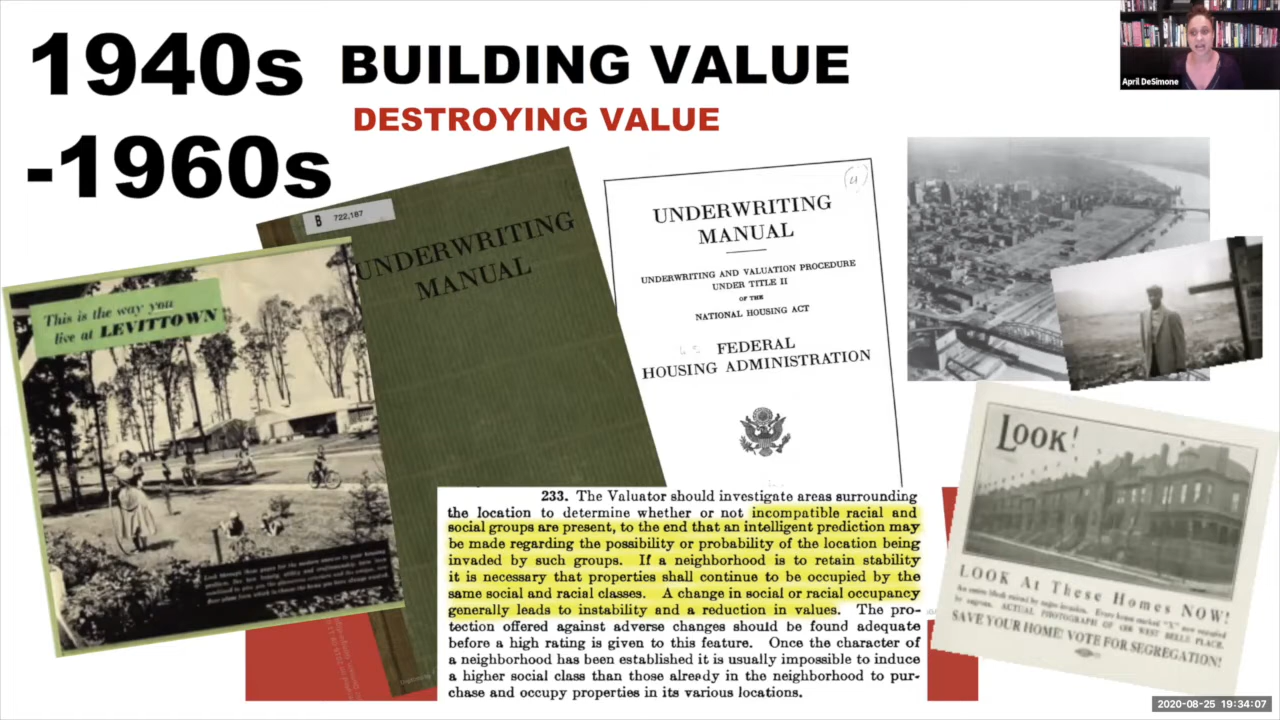 1940s
-1960s
BUILDING VALUE
DESTROYING VALUE
April DeSimone
B 722,187
UNDERWRITING
MANUAL
This is the way you
live at LEVITTOWN
UNDERWRITING
MANUAL
UNDERWRITING AND VALUATION PROCEDURE
UNDER TITLE II
OF THE
NATIONAL HOUSING ACT
FEDERAL
HOUSING ADMINISTRATION
233. The Valuator should investigate areas surrounding
the location to determine whether or not incompatible racial and
social groups are present, to the end that an intelligent prediction may
be made regarding the possibility or probability of the location being
invaded by such groups. If a neighborhood is to retain stability
it is necessary that properties shall continue to be occupied by the
same social and racial classes. A change in social or racial occupancy
generally leads to instability and a reduction in values. The pro-
tection offered against adverse changes should be found adequate
before a high rating is given to this feature. Once the character of
a neighborhood has been established it is usually impossible to induce
a higher social class than those already in the neighborhood to pur-
chase and occupy properties in its various locations.
LOOK!
LOOK At These Homes NOW!
SAVE YOUR HOME! VOTE FOR SEGREGATION!
2020-08-25 19:34:07